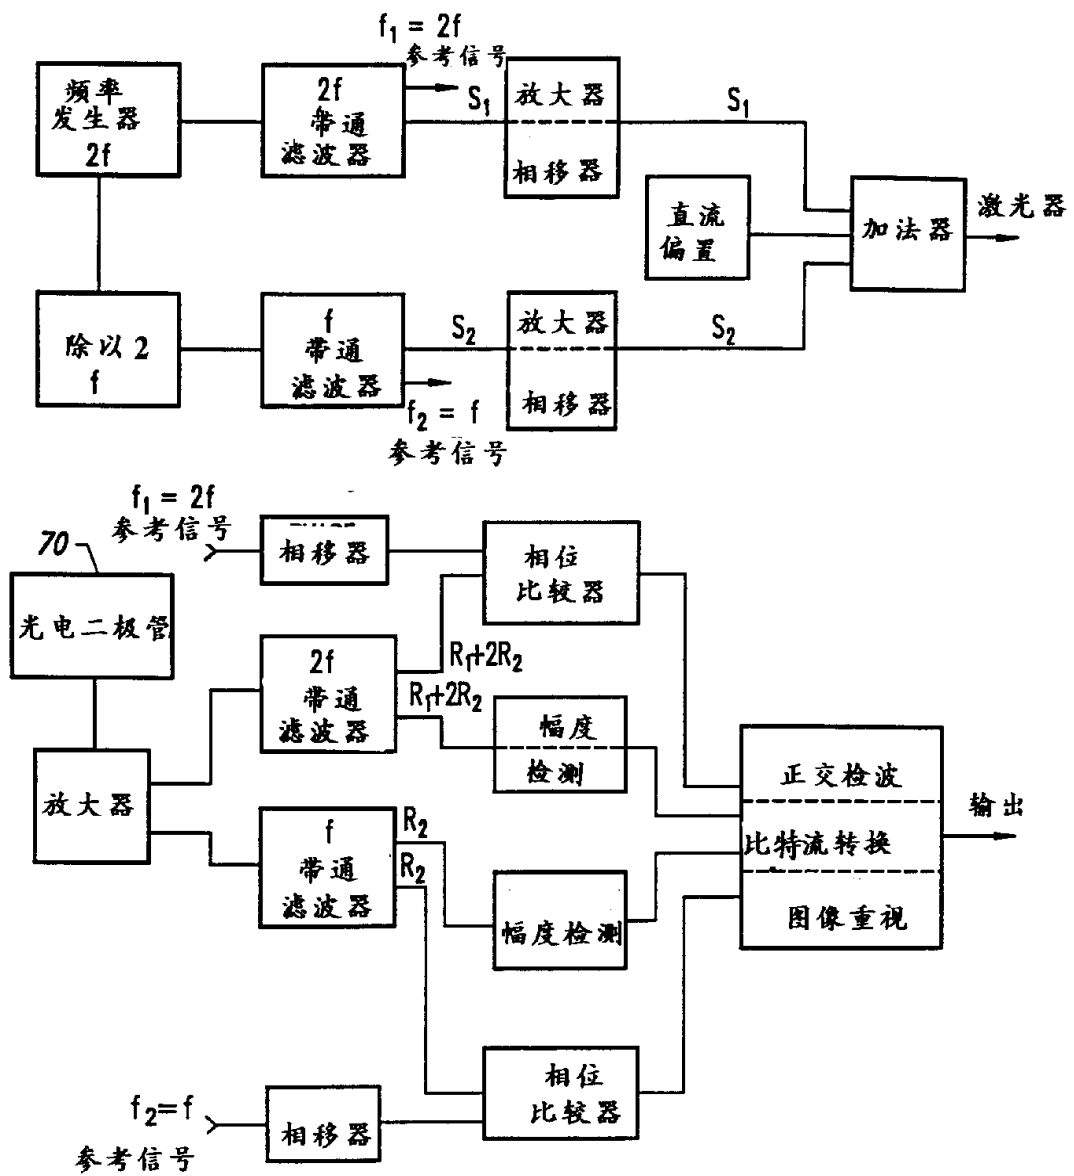 f₁ = 2f
参考信号
频率
发生器
2f
2f
带通
滤波器
S₁
放大器
相移器
S₁
直流
偏置
加法器
激光器
除以2
f
f
带通
滤波器
S₂
f₂ = f
参考信号
放大器
相移器
S₂
f₁ = 2f
参考信号
相移器
相位
比较器
70
光电二极管
2f
带通
滤波器
R₁+2R₂
R₁+2R₂
幅度
检测
放大器
f
带通
滤波器
R₂
R₂
幅度检测
正交检波
比特流转换
图像重视
输出
相位
比较器
f₂=f
参考信号
相移器